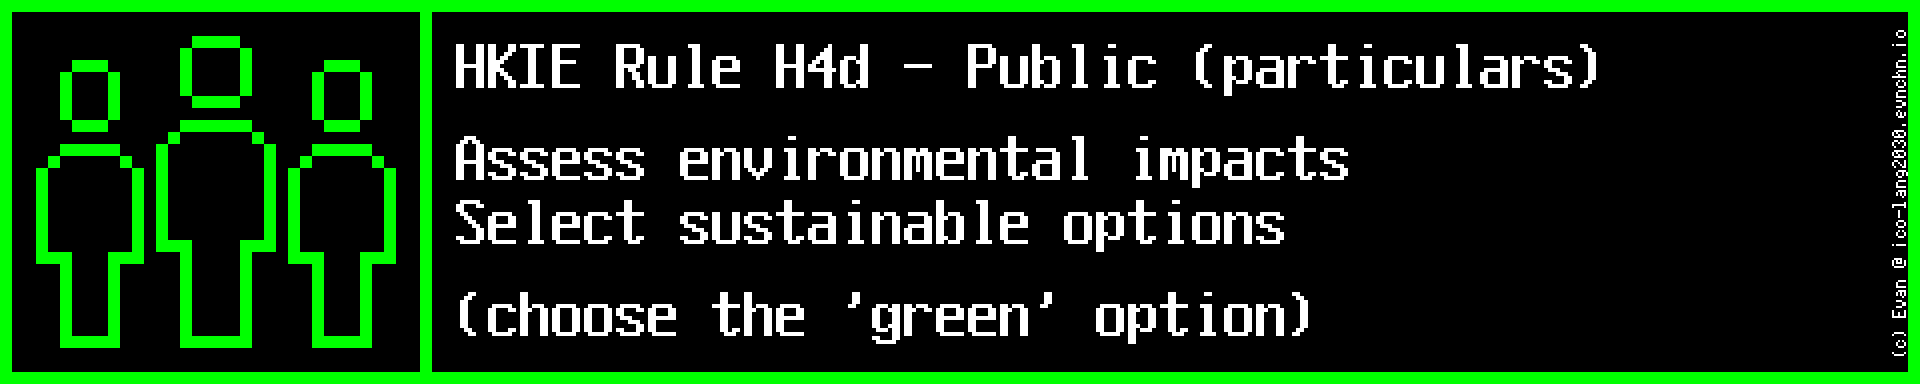 HKIE Rule H4d - Public (particulars)
Assess environmental impacts
Select sustainable options
(choose the 'green' option)
(c) Evan @ ico-lang2030.evnchn.io